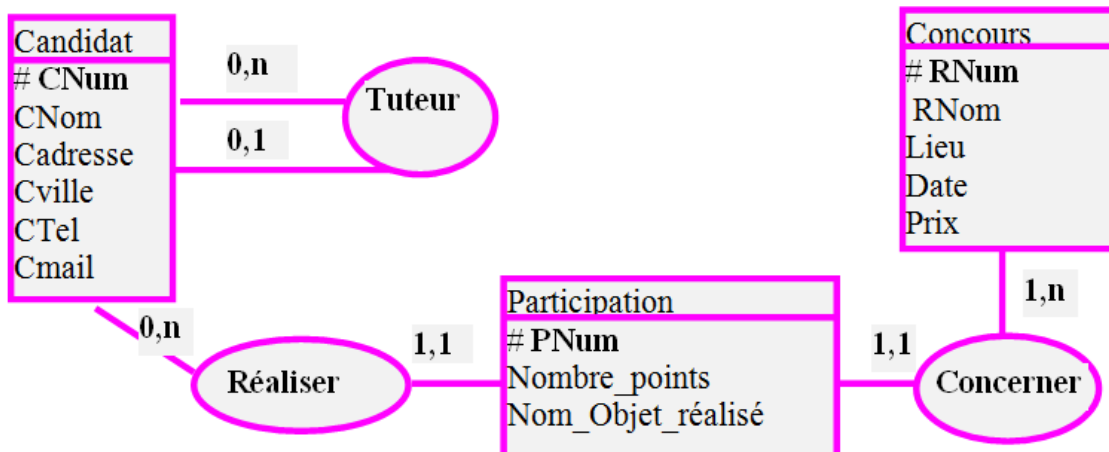 Candidat
# CNum
CNom
Cadresse
Cville
CTel
Cmail
0,n
0,1
Tuteur
Concours
# RNum
RNom
Lieu
Date
Prix
0,n
Réaliser
1,1
Participation
# PNum
Nombre_points
Nom_Objet_réalisé
1,1
1,n
Concerner